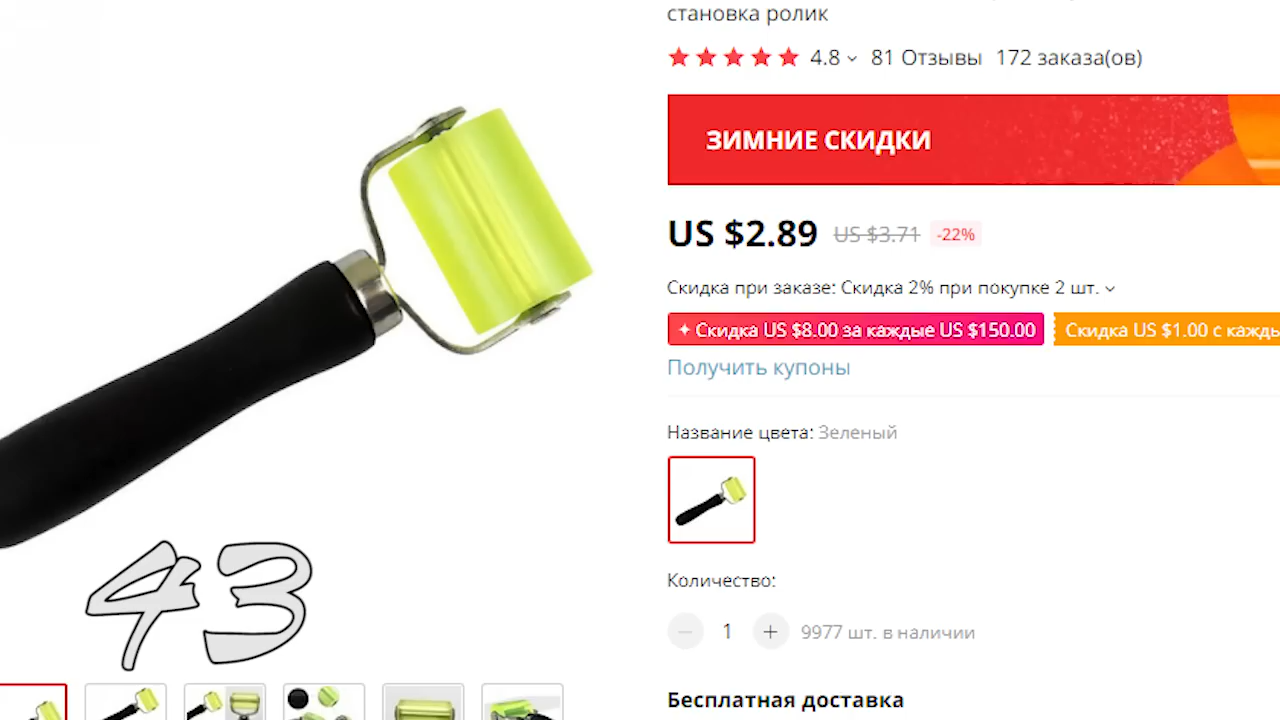 становка ролик
4.8 81 Отзывы 172 заказа(ов)
ЗИМНИЕ СКИДКИ
US $2.89 US $3.71 -22%
Скидка при заказе: Скидка 2% при покупке 2 шт.
Скидка US $8.00 за каждые US $150.00 Скидка US $1.00 с кажды
Получить купоны
Название цвета: Зеленый
43
Количество:
1 9977 шт. в наличии
Бесплатная доставка